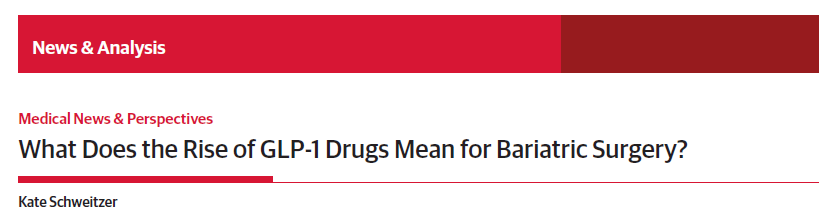 News & Analysis
Medical News & Perspectives
What Does the Rise of GLP-1 Drugs Mean for Bariatric Surgery?
Kate Schweitzer